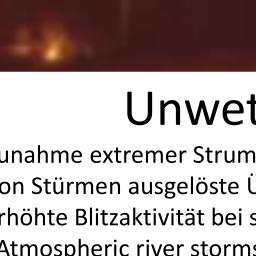 Unwet
unahme extremer Strum
on Stürmen ausgelöste Ü
rhöhte Blitzaktivität bei s
Atmospheric river storms